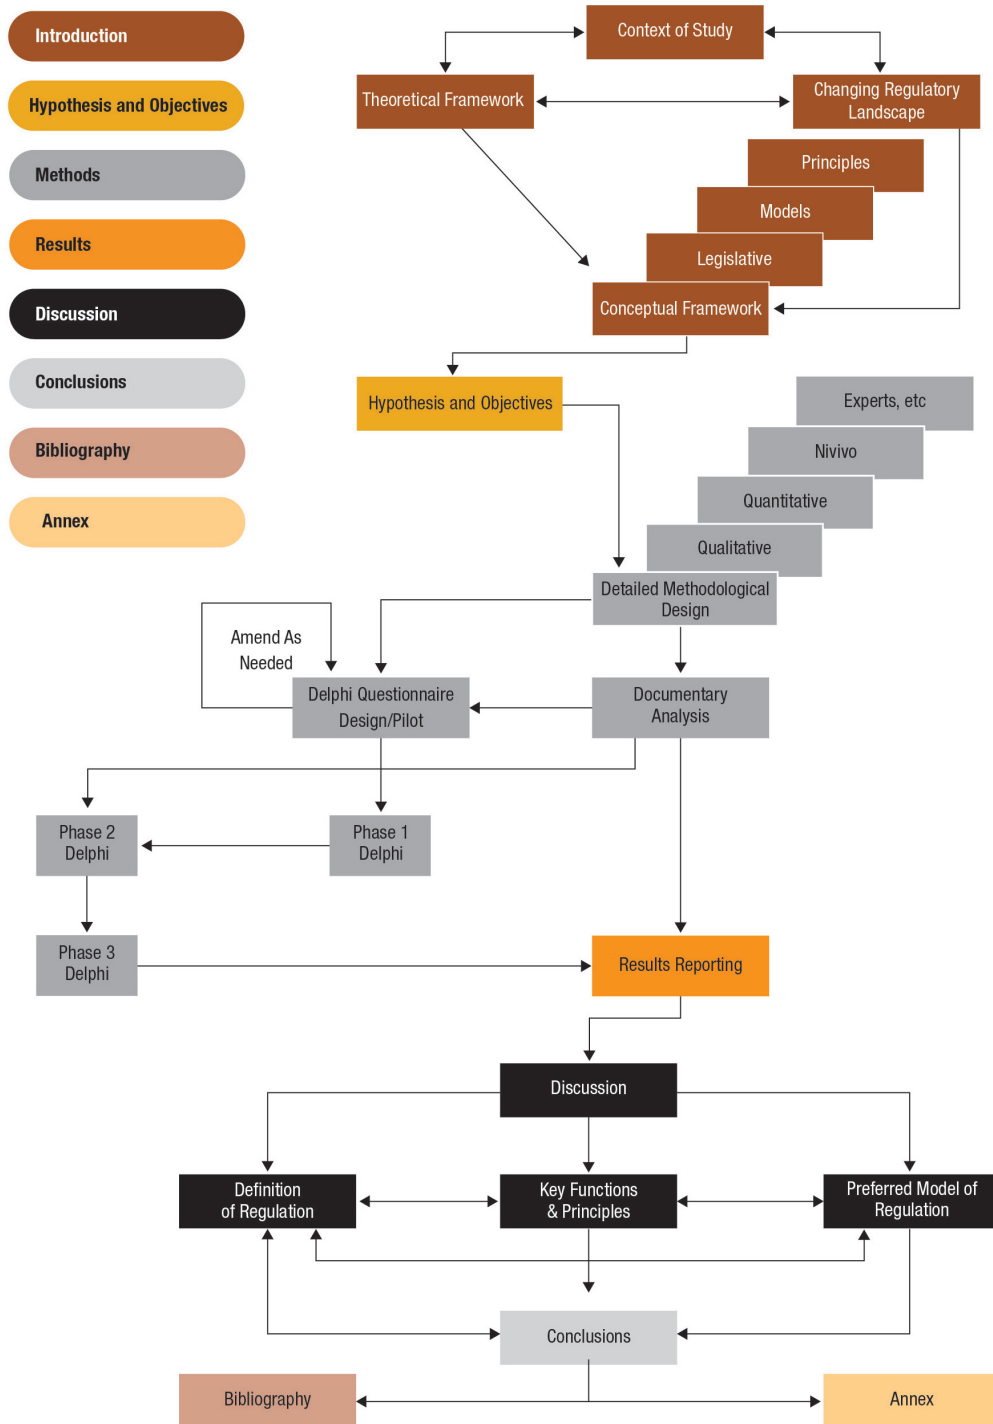 Introduction
Hypothesis and Objectives
Methods
Results
Discussion
Conclusions
Bibliography
Annex
Context of Study
Theoretical Framework
Changing Regulatory
Landscape
Principles
Models
Legislative
Conceptual Framework
Hypothesis and Objectives
Experts, etc
Nivivo
Quantitative
Qualitative
Detailed Methodological
Design
Amend As
Needed
Delphi Questionnaire
Design/Pilot
Documentary
Analysis
Phase 2
Delphi
Phase 1
Delphi
Phase 3
Delphi
Results Reporting
Discussion
Definition
of Regulation
Key Functions
& Principles
Preferred Model of
Regulation
Conclusions
Bibliography
Annex